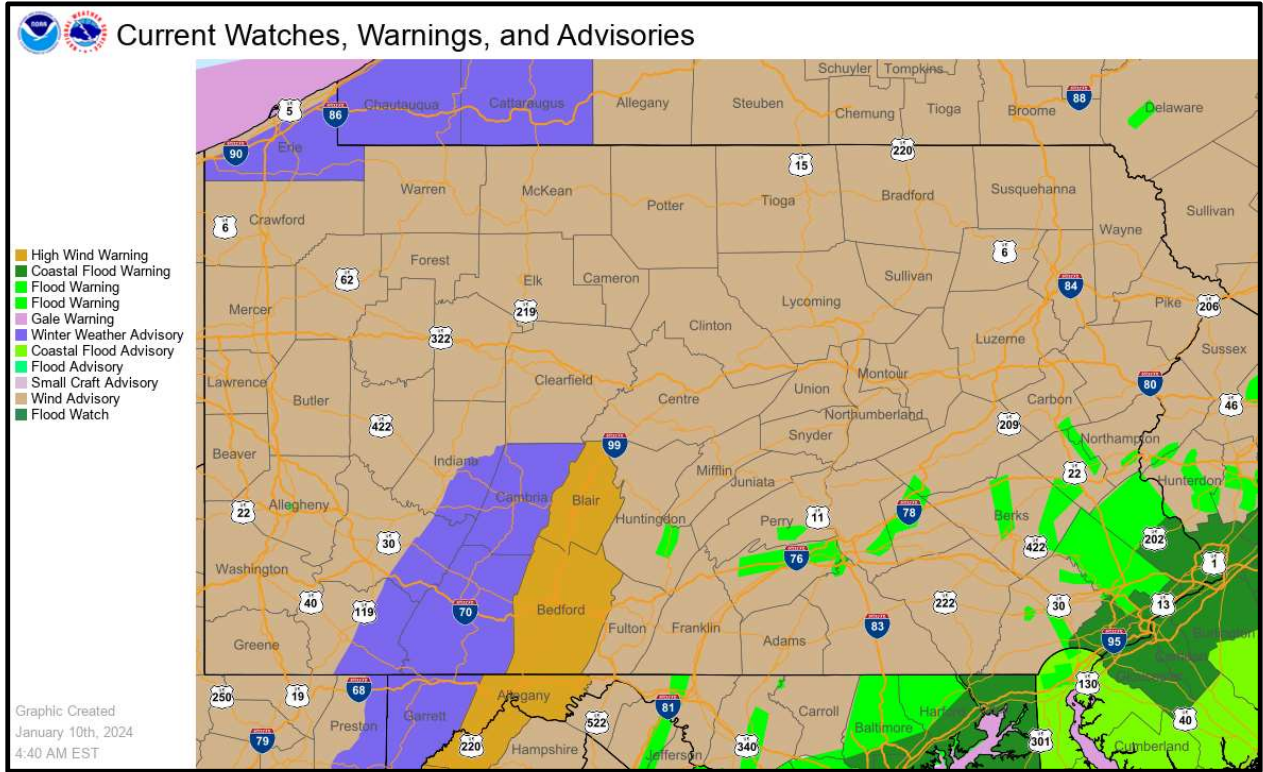 Current Watches, Warnings, and Advisories
High Wind Warning
Coastal Flood Warning
Flood Warning
Flood Warning
Gale Warning
Winter Weather Advisory
Coastal Flood Advisory
Flood Advisory
Small Craft Advisory
Wind Advisory
Flood Watch
Graphic Created
January 10th, 2024
4:40 AM EST
Schuyler Tompkins
Chautauqua Cattaraugus Allegany Steuben Chemung Tioga Broome 88 Delaware
5 86
90 Erie
15 220
Warren McKean Potter Tioga Bradford Susquehanna
6 Crawford Wayne Sullivan
Forest 6
62 Elk Cameron Sullivan 84
Mercer 219 Lycoming Pike 206
322 Clinton Luzerne Sussex
Lawrence Clearfield Centre Union Montour 80
Butler Northumberland Carbon 46
422 Snyder 209
Beaver Indiana 99 Mifflin Northampton
Juniata 22 Hunterdon
22 Allegheny Cambria Blair Huntingdon Perry 11 78 Berks
30 76 422 202 1
Washington
40 119 70 Bedford 222 30 13
Greene Fulton Franklin Adams 83 95 Burlington
250 19 68 Allegany 81 130
Preston Garrett 522 Carroll Baltimore Harford 40
79 220 Hampshire Jefferson 340 301 Cumberland